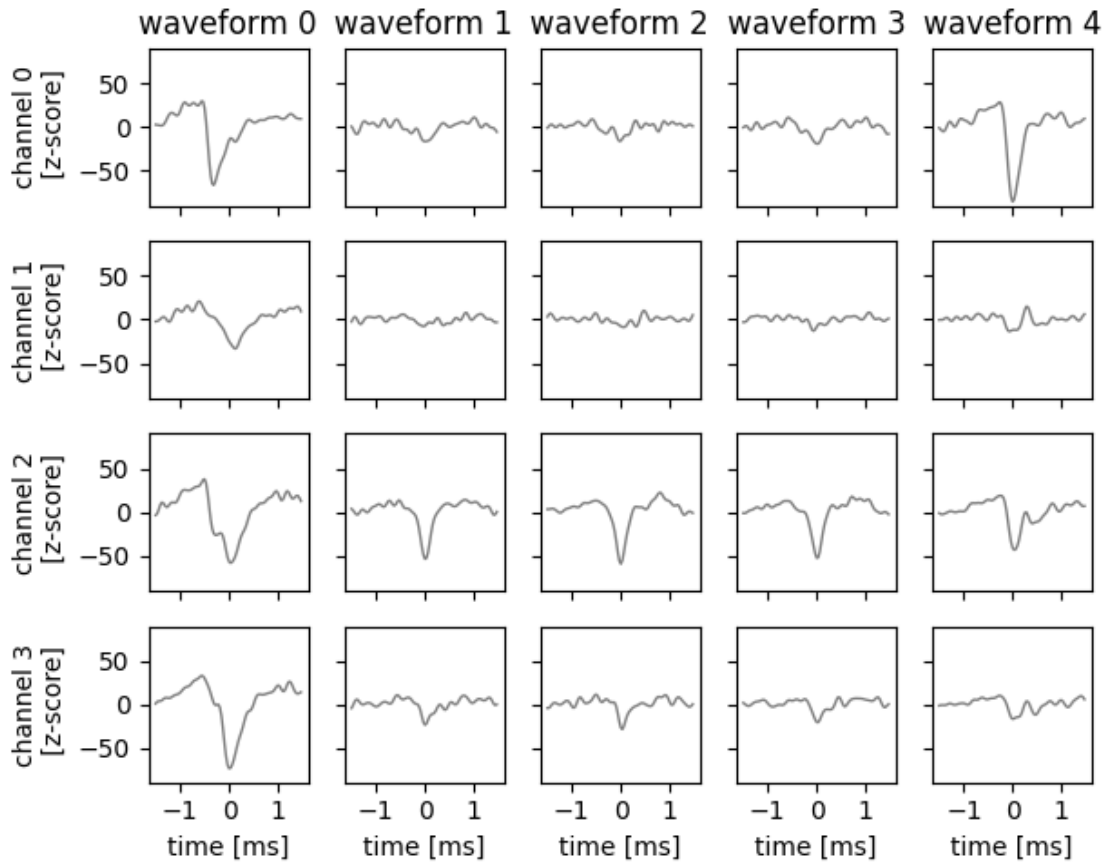 waveform 0 waveform 1 waveform 2 waveform 3 waveform 4
channel 0
[z-score]
50
0
−50
channel 1
[z-score]
50
0
−50
channel 2
[z-score]
50
0
−50
channel 3
[z-score]
50
0
−50
−1 0 1 −1 0 1 −1 0 1 −1 0 1 −1 0 1
time [ms] time [ms] time [ms] time [ms] time [ms]